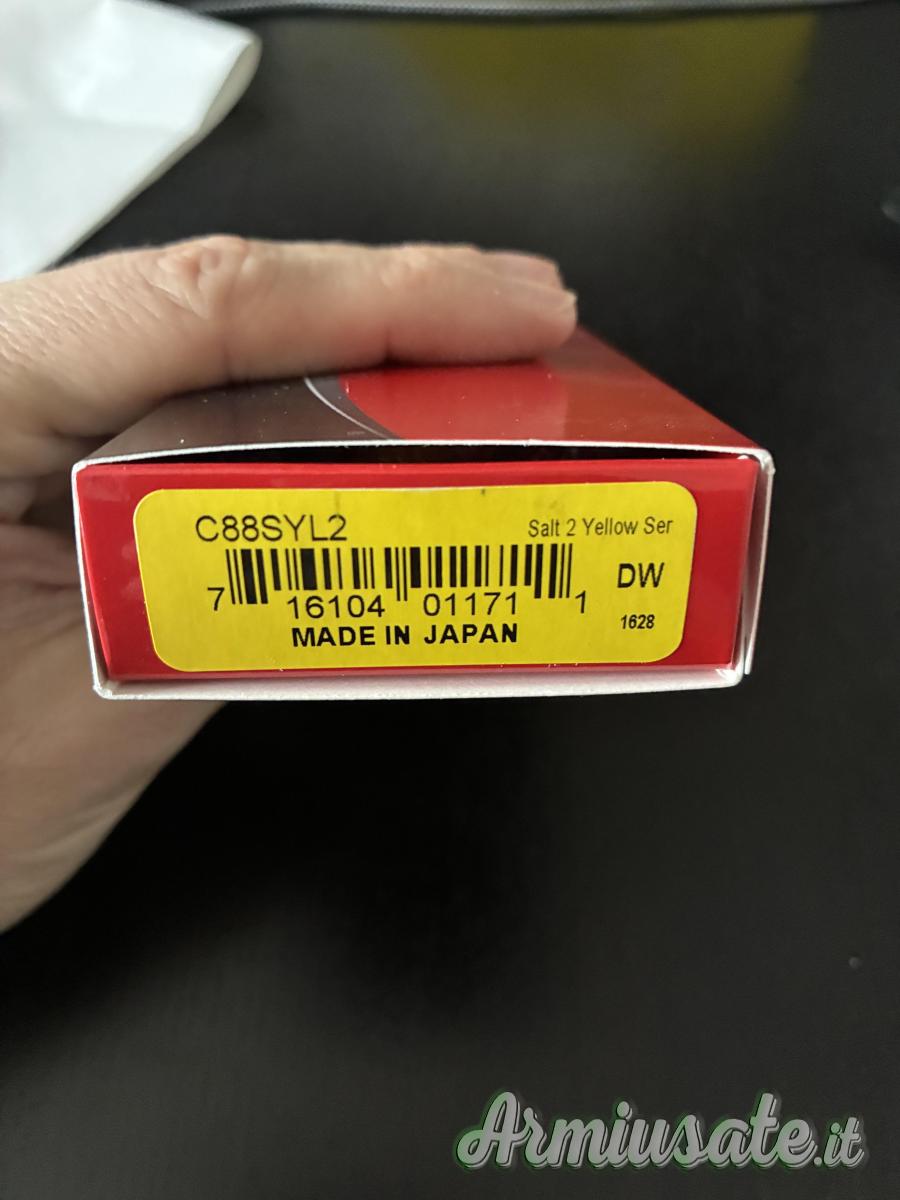 C88SYL2 Salt 2 Yellow Ser
7 16104 01171 1 DW
MADE IN JAPAN 1628
Armiusate.it